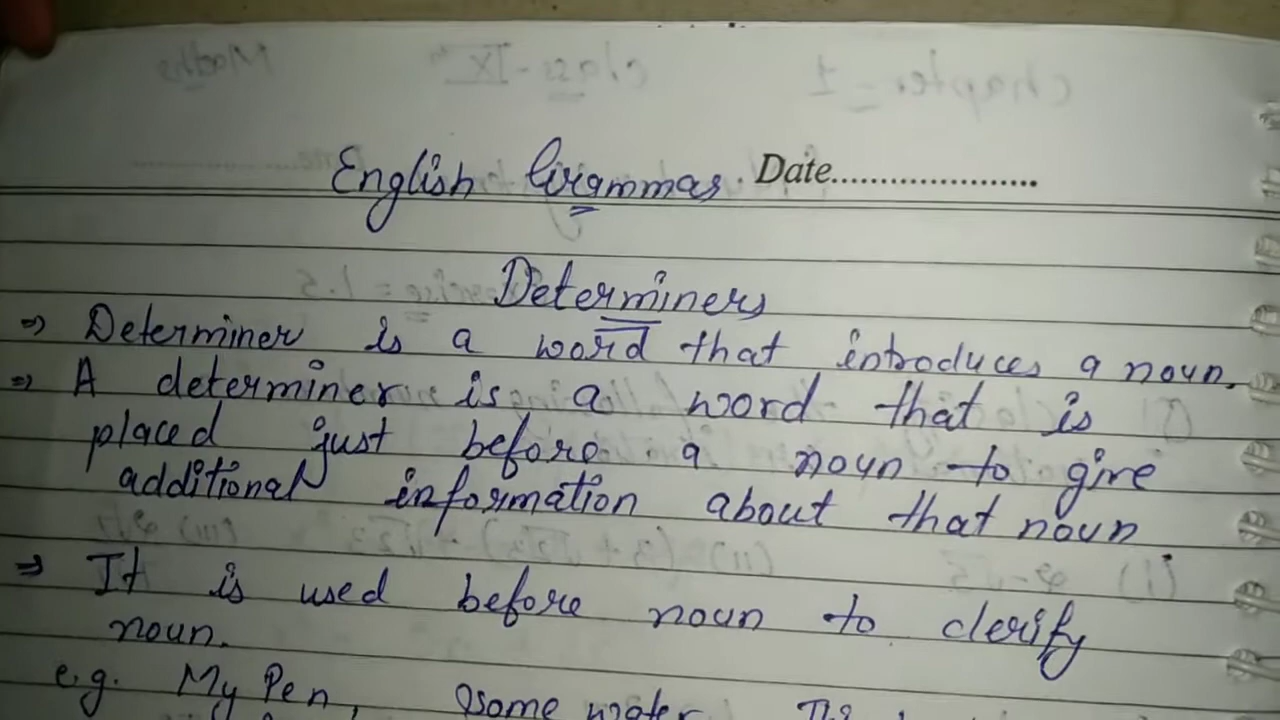 English Grammar. Date.....................
Determiners
⇒ Determiner is a word that introduces a noun.
⇒ A determiner is a word that is
placed just before a noun to give
additional information about that noun
⇒ It is used before noun to clerify
noun.
e.g. My Pen, some water